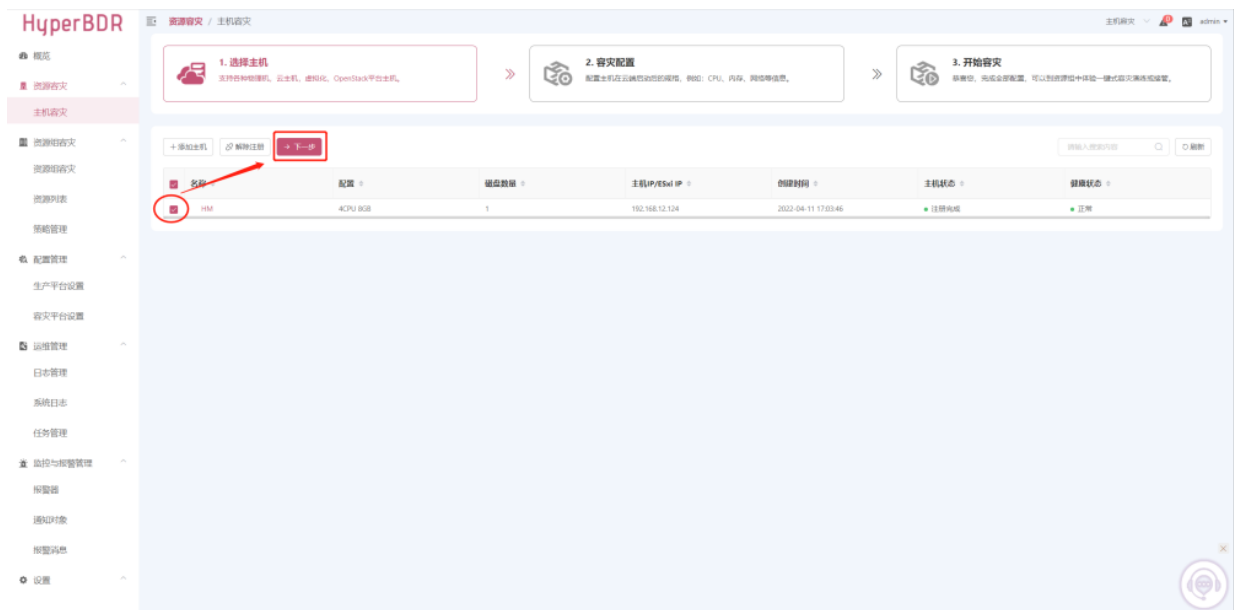 HyperBDR
资源容灾 / 主机容灾
主机容灾
admin
概览
资源容灾
主机容灾
资源组容灾
资源组容灾
资源列表
策略管理
配置管理
生产平台设置
容灾平台设置
运维管理
日志管理
系统日志
任务管理
监控与报警管理
报警器
通知对象
报警消息
设置
1. 选择主机
支持各种物理机、云主机、虚拟化、OpenStack平台主机。
2. 容灾配置
配置主机在云端启动后的规格，例如：CPU、内存、网络等信息。
3. 开始容灾
恭喜您，完成全部配置，可以到资源组中体验一键式容灾演练或接管。
+ 添加主机 解除注册 → 下一步
请输入搜索内容 刷新
名称 配置 磁盘数量 主机IP/ESxi IP 创建时间 主机状态 健康状态
HM 4CPU 8GB 1 192.168.12.124 2022-04-11 17:03:46 注册完成 正常